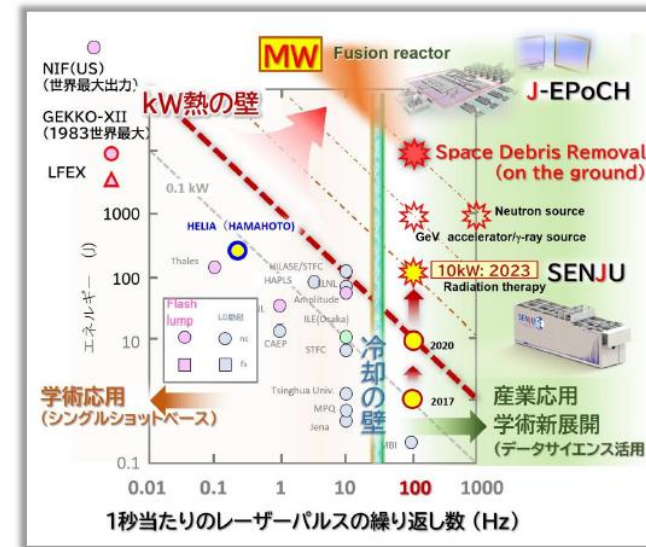 NIF(US)
(世界最大出力)
GEKKO-XII
(1983世界最大)
LFEX
MW
Fusion reactor
J-EPoCH
kW熱の壁
Space Debris Removal
(on the ground)
0.1 kW
Neutron source
GeV accelerator/γ-ray source
HELIA (HAMAHOTO)
Thales
HiLASE/STFC
HAPLS
Amplitude
ILE(Osaka)
CAEP
STFC
Tsinghua Univ.
MPQ
Jena
MBI
10kW: 2023
SENJU
Radiation therapy
2020
2017
Flash
lump
LD励起
ns
fs
冷却の壁
エネルギー (J)
1000
100
10
1
0.1
学術応用
(シングルショットベース)
産業応用
学術新展開
(データサイエンス活用
0.01
0.1
1
10
100
1000
1秒当たりのレーザーパルスの繰り返し数 (Hz)